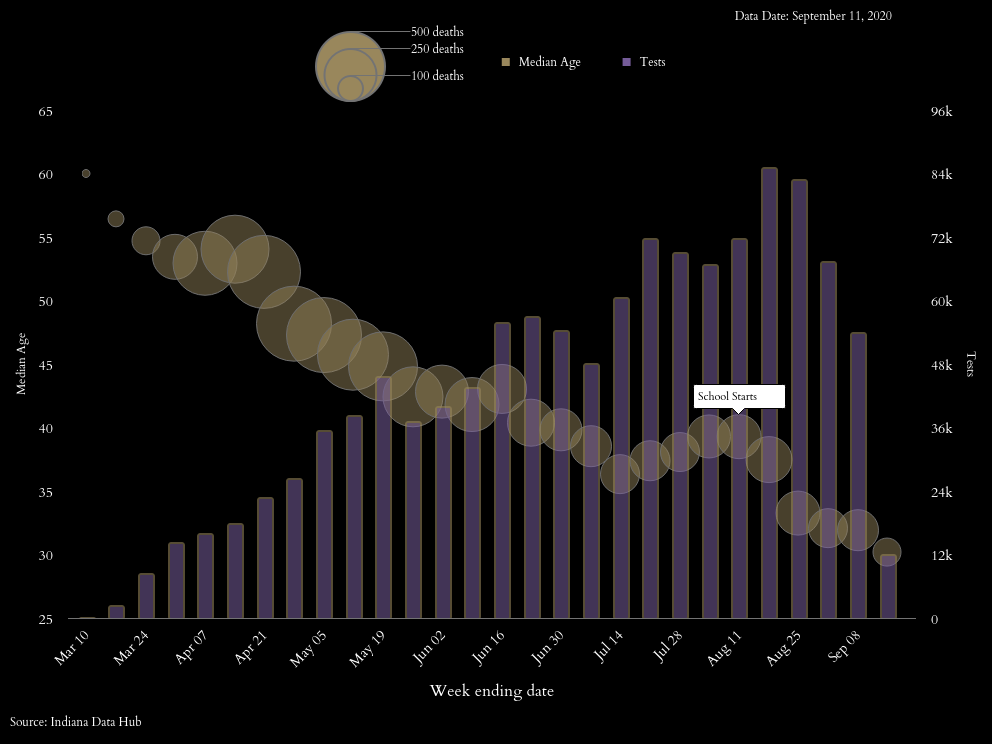 Data Date: September 11, 2020
500 deaths
250 deaths
100 deaths
Median Age
Tests
65
60
55
50
45
40
35
30
25
Median Age
96k
84k
72k
60k
48k
36k
24k
12k
0
Tests
School Starts
Mar 10
Mar 24
Apr 07
Apr 21
May 05
May 19
Jun 02
Jun 16
Jun 30
Jul 14
Jul 28
Aug 11
Aug 25
Sep 08
Week ending date
Source: Indiana Data Hub